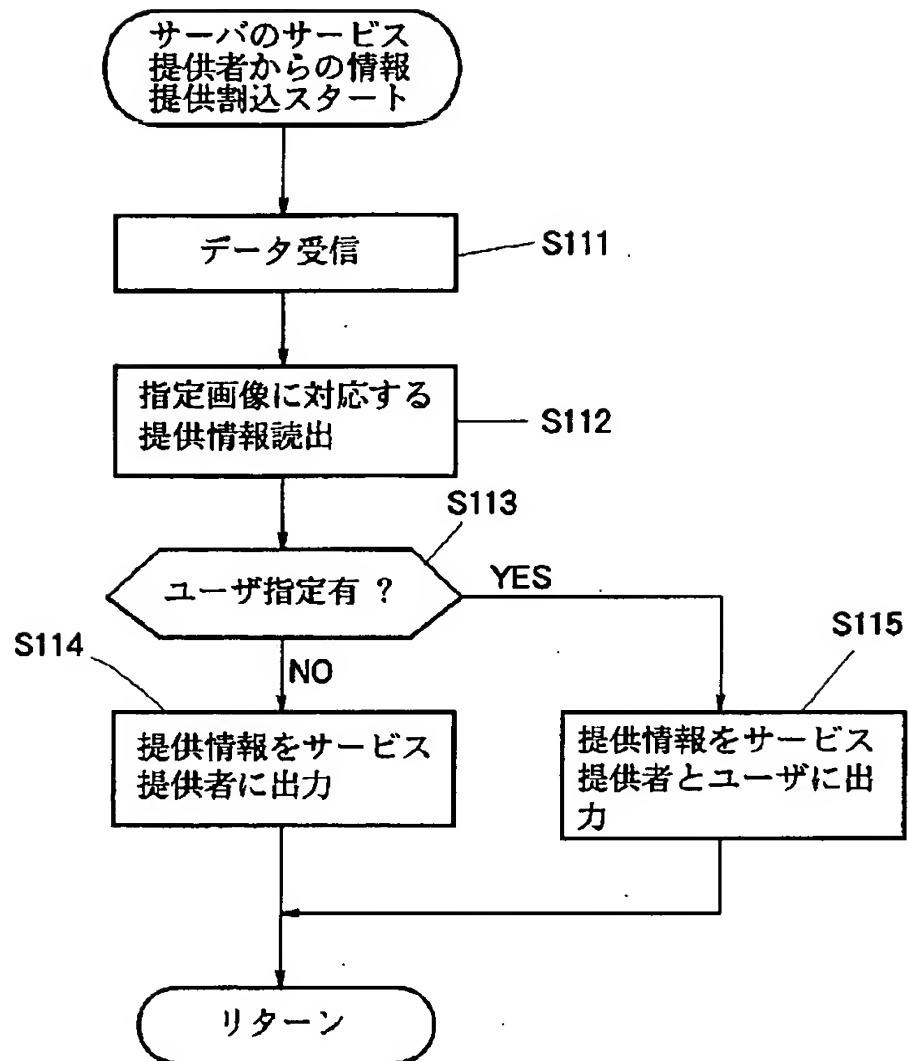 サーバのサービス
提供者からの情報
提供割込スタート
データ受信
S111
指定画像に対応する
提供情報読出
S112
S113
ユーザ指定有 ?
YES
S114
NO
S115
提供情報をサービス
提供者に出力
提供情報をサービス
提供者とユーザに出
力
リターン